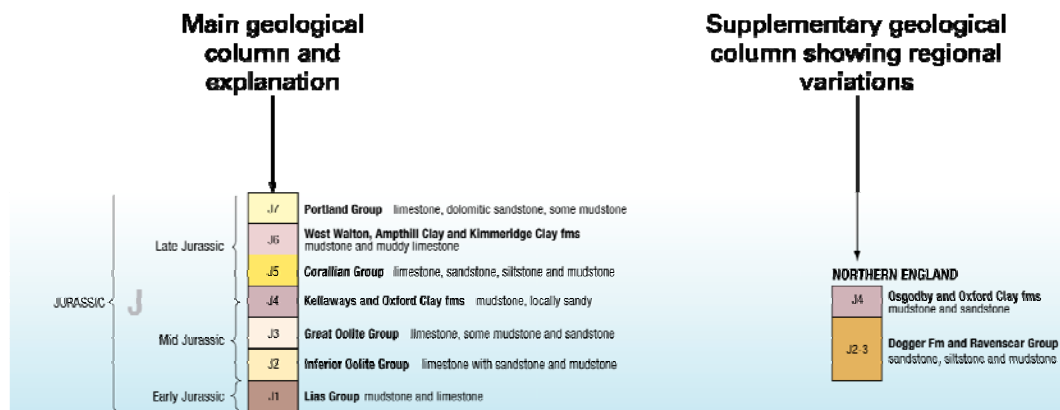 Main geological
column and
explanation
Supplementary geological
column showing regional
variations
JURASSIC
J
Late Jurassic
Mid Jurassic
Early Jurassic
J7 Portland Group limestone, dolomitic sandstone, some mudstone
J6 West Walton, Ampthill Clay and Kimmeridge Clay fms
mudstone and muddy limestone
J5 Corallian Group limestone, sandstone, siltstone and mudstone
J4 Kellaways and Oxford Clay fms mudstone, locally sandy
J3 Great Oolite Group limestone, some mudstone and sandstone
J2 Inferior Oolite Group limestone with sandstone and mudstone
J1 Lias Group mudstone and limestone
NORTHERN ENGLAND
J4 Osgodby and Oxford Clay fms
mudstone and sandstone
J2-3 Dogger Fm and Ravenscar Group
sandstone, siltstone and mudstone